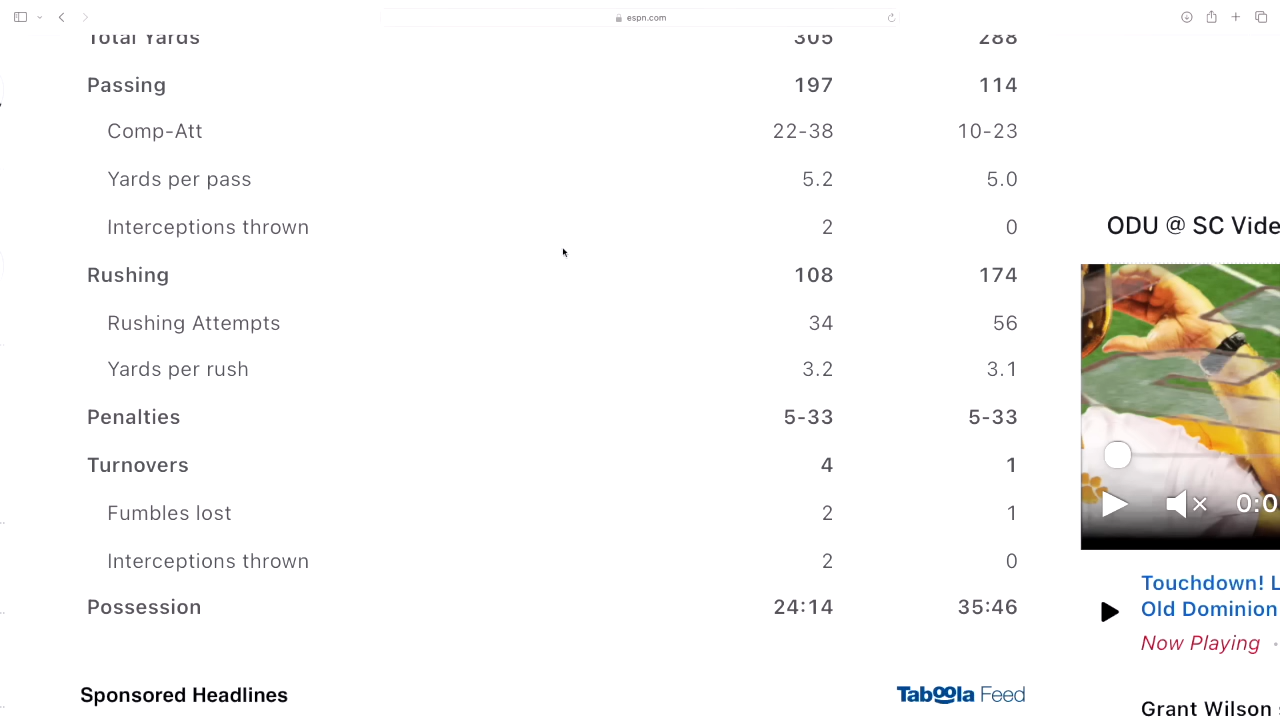 espn.com
Total Yards 305 288
Passing 197 114
Comp-Att 22-38 10-23
Yards per pass 5.2 5.0
Interceptions thrown 2 0
Rushing 108 174
Rushing Attempts 34 56
Yards per rush 3.2 3.1
Penalties 5-33 5-33
Turnovers 4 1
Fumbles lost 2 1
Interceptions thrown 2 0
Possession 24:14 35:46
Sponsored Headlines
Taboola Feed
ODU @ SC Vide
0:0
Touchdown! L
Old Dominion
Now Playing
Grant Wilson